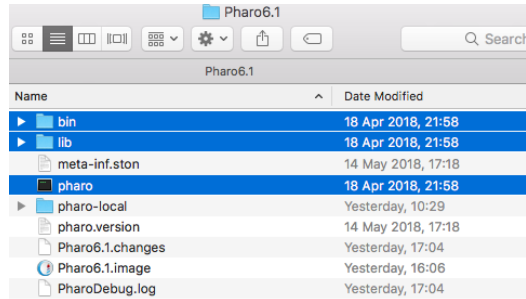 Pharo6.1
Search
Pharo6.1
Name Date Modified
bin 18 Apr 2018, 21:58
lib 18 Apr 2018, 21:58
meta-inf.ston 14 May 2018, 17:18
pharo 18 Apr 2018, 21:58
pharo-local Yesterday, 10:29
pharo.version 14 May 2018, 17:18
Pharo6.1.changes Yesterday, 17:04
Pharo6.1.image Yesterday, 16:06
PharoDebug.log Yesterday, 17:04